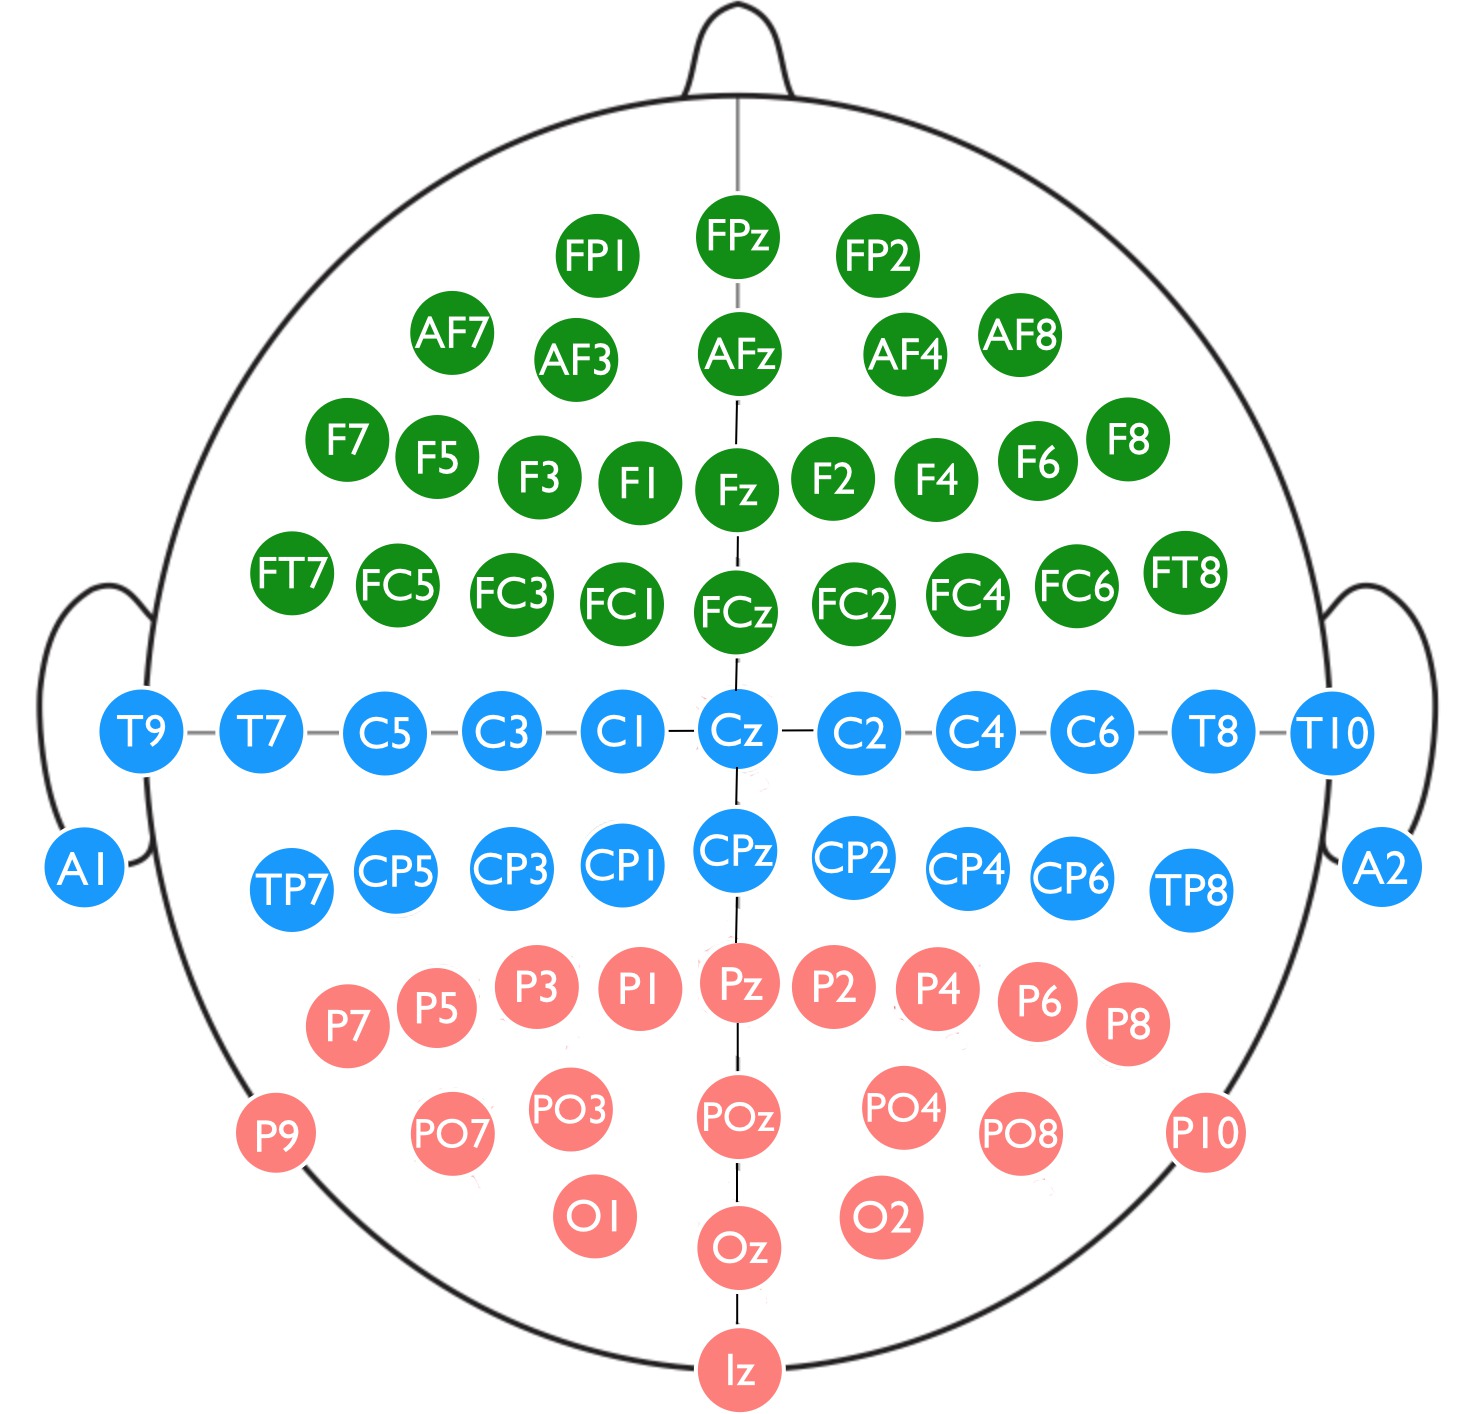 FP1 FPz FP2
AF7 AF3 AFz AF4 AF8
F7 F5 F3 F1 Fz F2 F4 F6 F8
FT7 FC5 FC3 FC1 FCz FC2 FC4 FC6 FT8
T9 T7 C5 C3 C1 Cz C2 C4 C6 T8 T10
A1 TP7 CP5 CP3 CP1 CPz CP2 CP4 CP6 TP8 A2
P7 P5 P3 P1 Pz P2 P4 P6 P8
P9 PO7 PO3 POz PO4 PO8 P10
O1 Oz O2
Iz